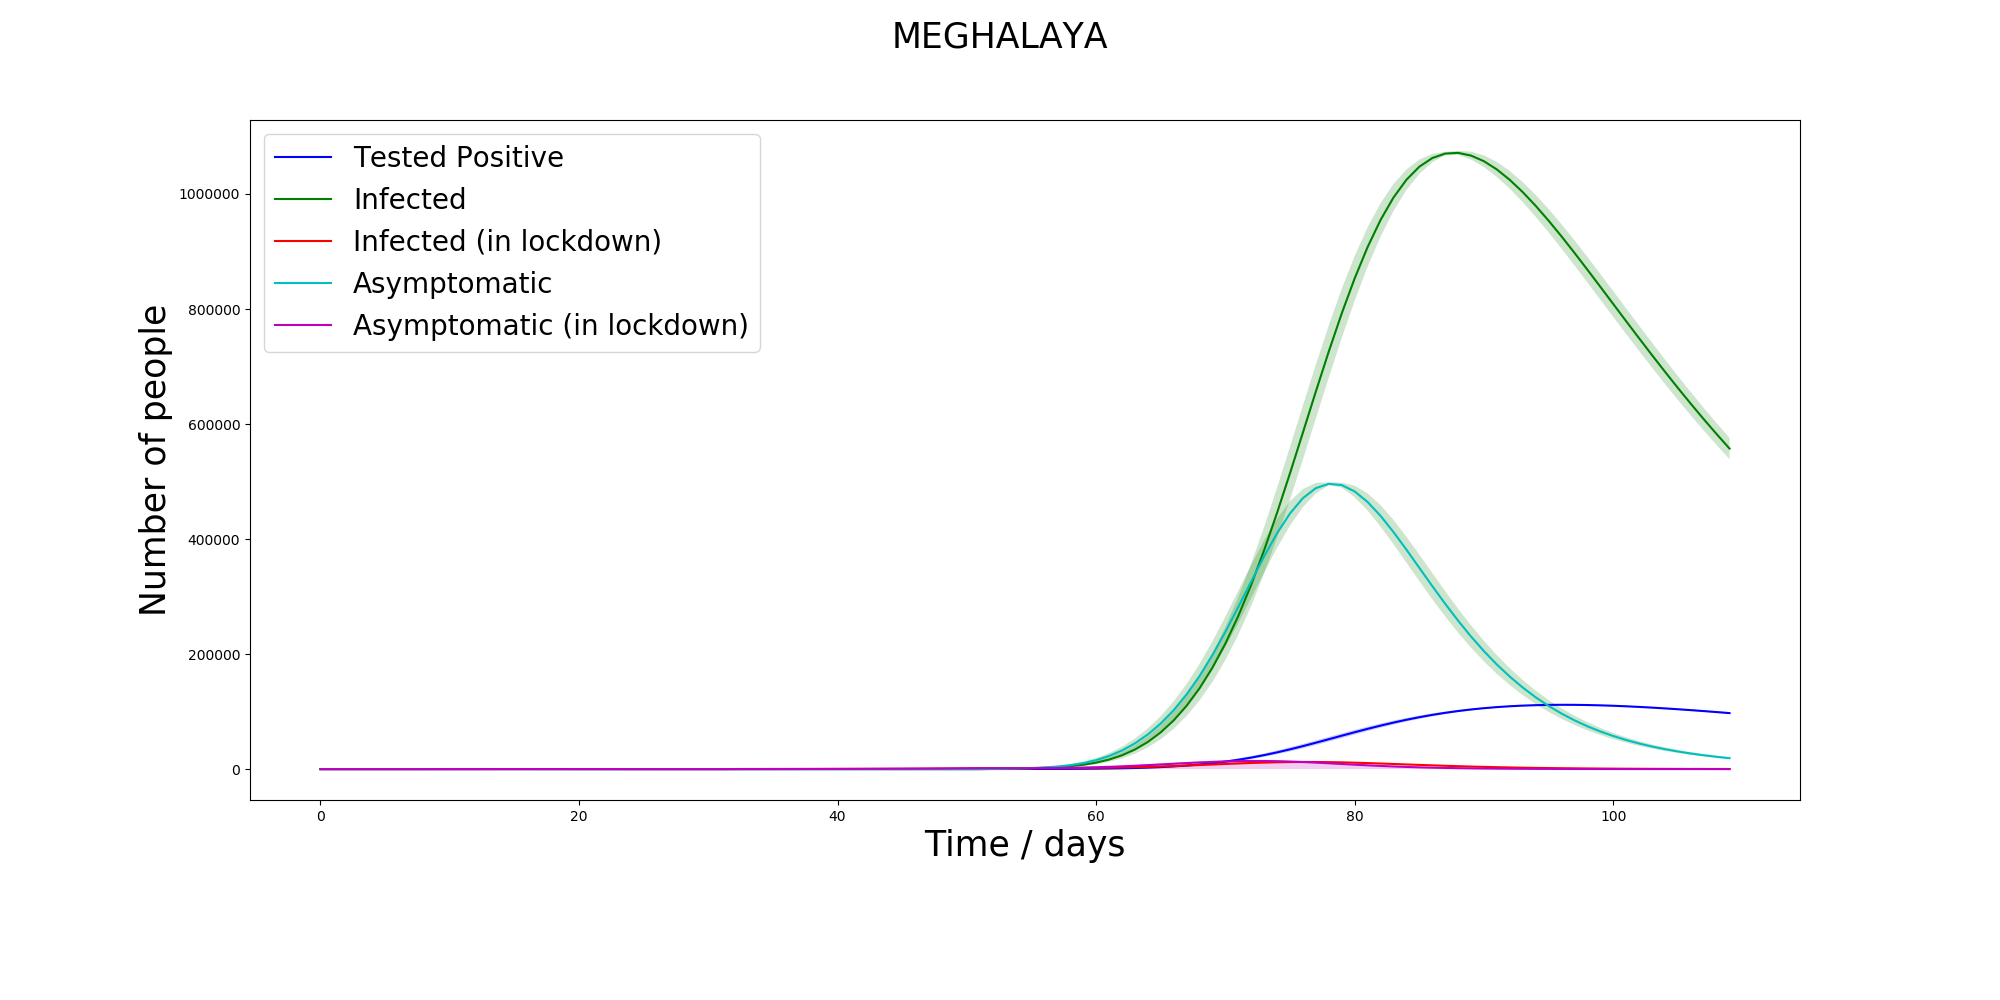 MEGHALAYA
Tested Positive
Infected
Infected (in lockdown)
Asymptomatic
Asymptomatic (in lockdown)
Number of people
1000000
800000
600000
400000
200000
0
0 20 40 60 80 100
Time / days